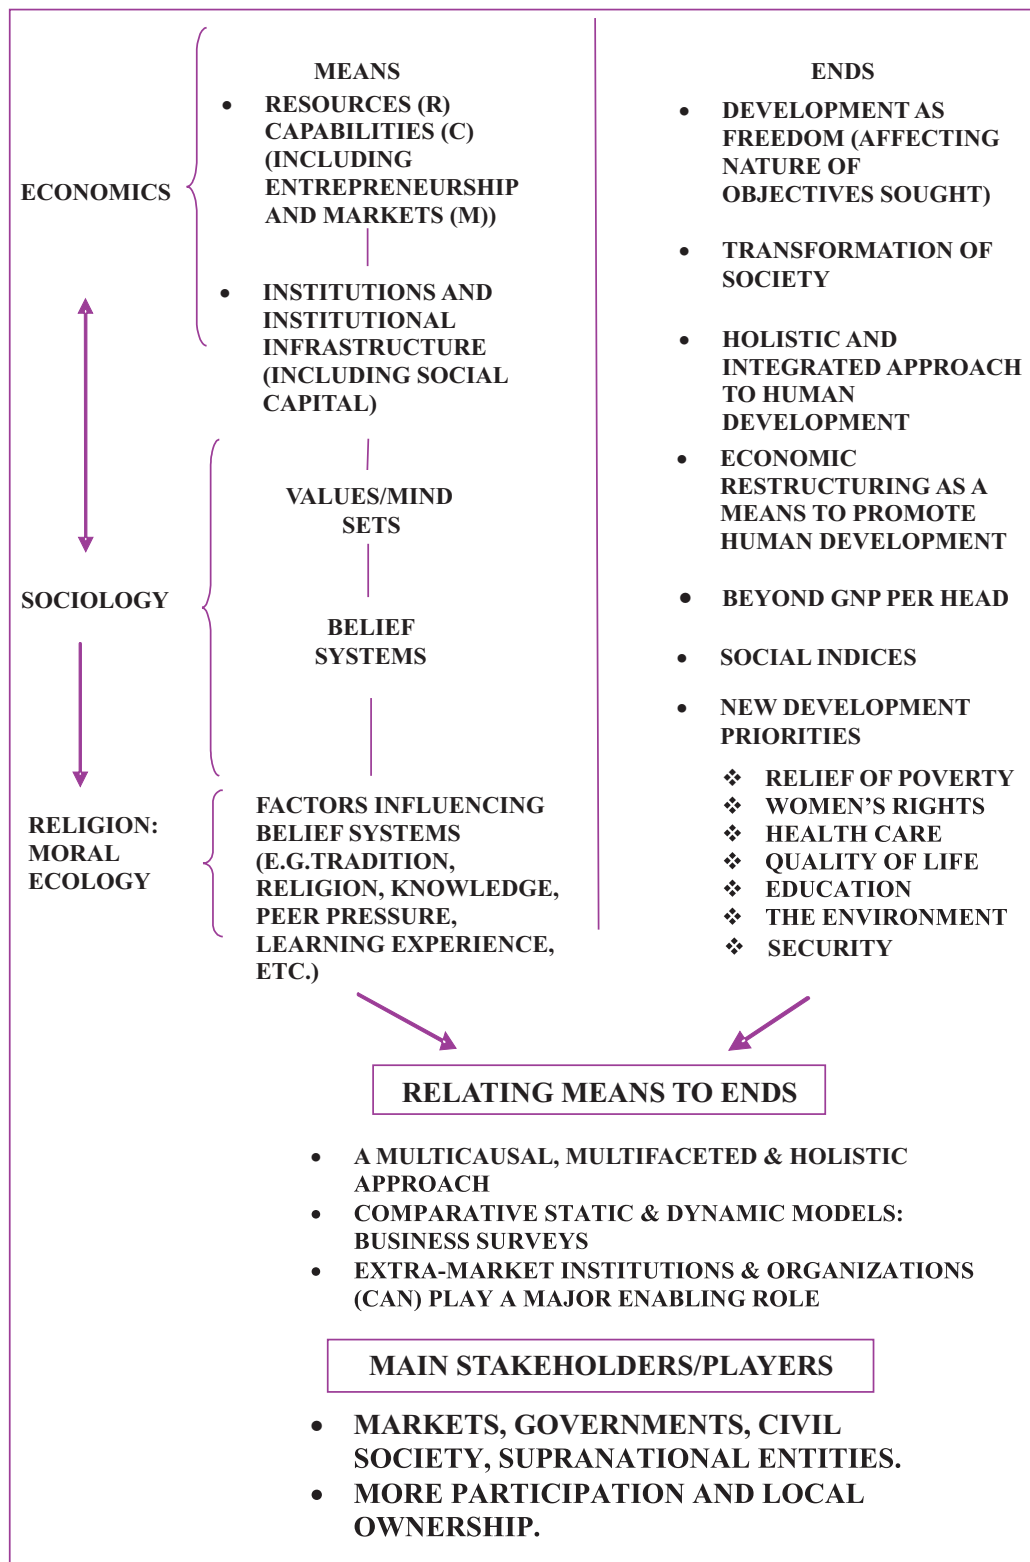 MEANS
• RESOURCES (R)
CAPABILITIES (C)
(INCLUDING
ENTREPRENEURSHIP
AND MARKETS (M))
ECONOMICS
• INSTITUTIONS AND
INSTITUTIONAL
INFRASTRUCTURE
(INCLUDING SOCIAL
CAPITAL)
VALUES/MIND
SETS
SOCIOLOGY
BELIEF
SYSTEMS
RELIGION:
MORAL
ECOLOGY
FACTORS INFLUENCING
BELIEF SYSTEMS
(E.G.TRADITION,
RELIGION, KNOWLEDGE,
PEER PRESSURE,
LEARNING EXPERIENCE,
ETC.)
ENDS
• DEVELOPMENT AS
FREEDOM (AFFECTING
NATURE OF
OBJECTIVES SOUGHT)
• TRANSFORMATION OF
SOCIETY
• HOLISTIC AND
INTEGRATED APPROACH
TO HUMAN
DEVELOPMENT
• ECONOMIC
RESTRUCTURING AS A
MEANS TO PROMOTE
HUMAN DEVELOPMENT
• BEYOND GNP PER HEAD
• SOCIAL INDICES
• NEW DEVELOPMENT
PRIORITIES
❖ RELIEF OF POVERTY
❖ WOMEN’S RIGHTS
❖ HEALTH CARE
❖ QUALITY OF LIFE
❖ EDUCATION
❖ THE ENVIRONMENT
❖ SECURITY
RELATING MEANS TO ENDS
• A MULTICAUSAL, MULTIFACETED & HOLISTIC
APPROACH
• COMPARATIVE STATIC & DYNAMIC MODELS:
BUSINESS SURVEYS
• EXTRA-MARKET INSTITUTIONS & ORGANIZATIONS
(CAN) PLAY A MAJOR ENABLING ROLE
MAIN STAKEHOLDERS/PLAYERS
• MARKETS, GOVERNMENTS, CIVIL
SOCIETY, SUPRANATIONAL ENTITIES.
• MORE PARTICIPATION AND LOCAL
OWNERSHIP.